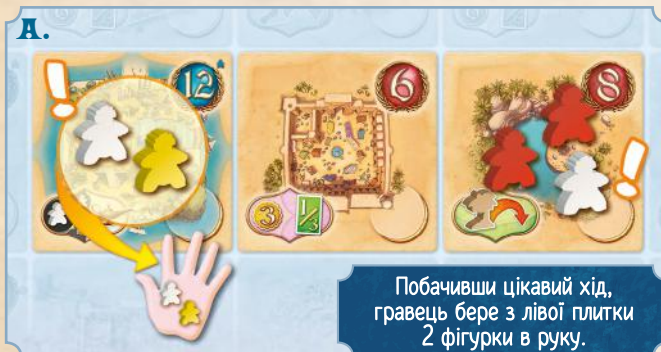 А.
12
6
8
3
1/3
Побачивши цікавий хід,
гравець бере з лівої плитки
2 фігурки в руку.